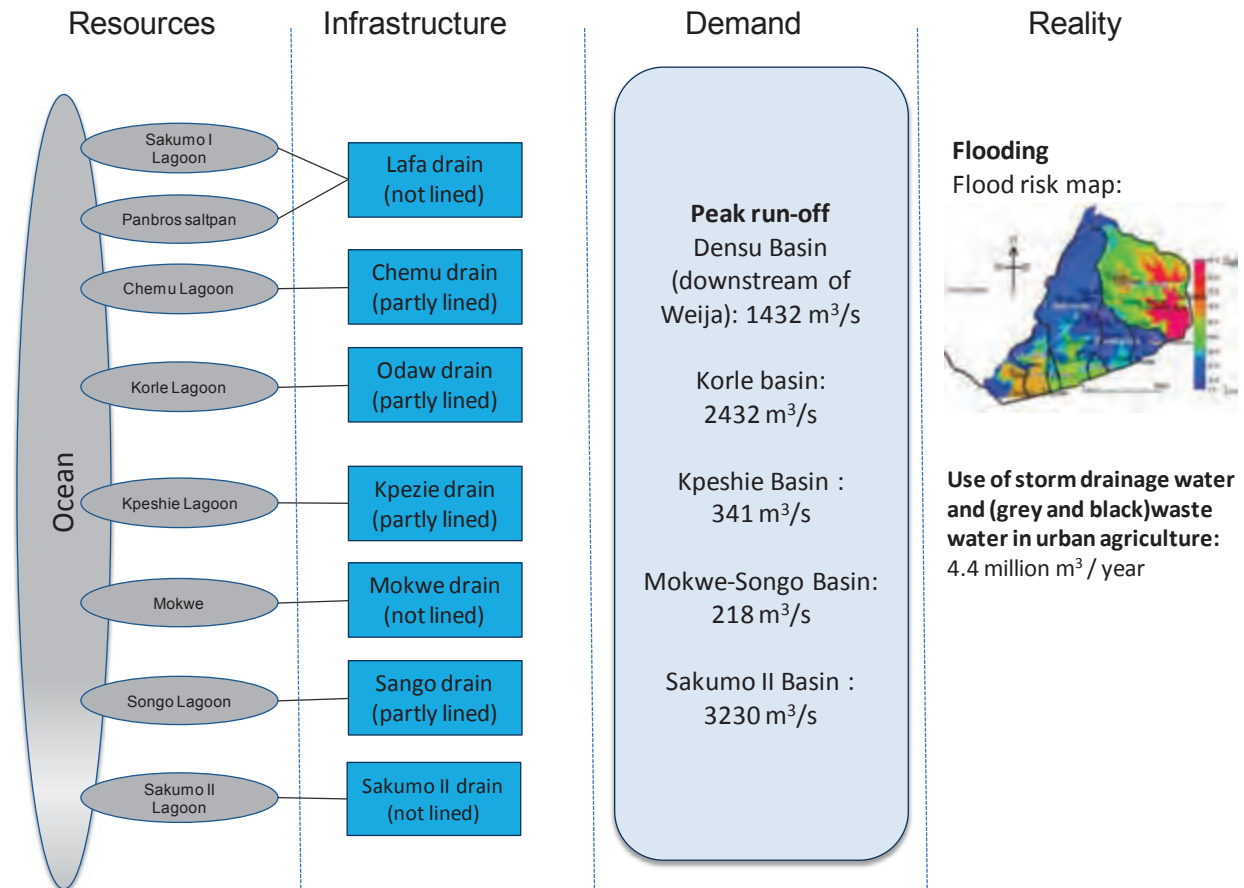 Resources
Infrastructure
Demand
Reality
Ocean
Sakumo I
Lagoon
Panbros saltpan
Chemu Lagoon
Korle Lagoon
Kpeshie Lagoon
Mokwe
Songo Lagoon
Sakumo II
Lagoon
Lafa drain
(not lined)
Chemu drain
(partly lined)
Odaw drain
(partly lined)
Kpezie drain
(partly lined)
Mokwe drain
(not lined)
Sango drain
(partly lined)
Sakumo II drain
(not lined)
Peak run-off
Densu Basin
(downstream of
Weija): 1432 m³/s
Korle basin:
2432 m³/s
Kpeshie Basin :
341 m³/s
Mokwe-Songo Basin:
218 m³/s
Sakumo II Basin :
3230 m³/s
Flooding
Flood risk map:
Use of storm drainage water
and (grey and black)waste
water in urban agriculture:
4.4 million m³ / year